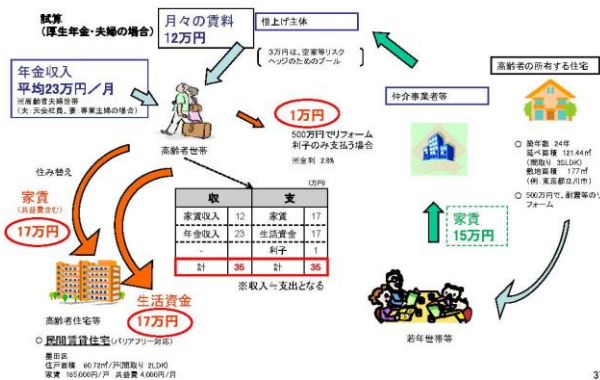 試算
(厚生年金・夫婦の場合)
月々の賃料
12万円
借上げ主体
3万円は、空家等リスク
ヘッジのためのプール
年金収入
平均23万円/月
※高齢者夫婦世帯
(夫:元会社員、妻:専業主婦の場合)
高齢者世帯
1万円
500万円でリフォーム
利子のみ支払う場合
※金利 2.8%
仲介事業者等
高齢者の所有する住宅
○ 築年数 24年
延べ面積 121.44㎡
(間取り 3SLDK)
敷地面積 177㎡
(例:東京都立川市)
○ 500万円で、耐震等のリ
フォーム
住み替え
家賃
(共益費含む)
17万円
(万円)
収 支
家賃収入 12 家賃 17
年金収入 23 生活資金 17
- 利子 1
計 35 計 35
※収入≒支出となる
家賃
15万円
生活資金
17万円
高齢者住宅等
○ 民間賃貸住宅(バリアフリー対応)
墨田区
住戸面積 60.72㎡/戸(間取り 2LDK)
家賃 165,000円/戸 共益費 4,000円/月
若年世帯等
3